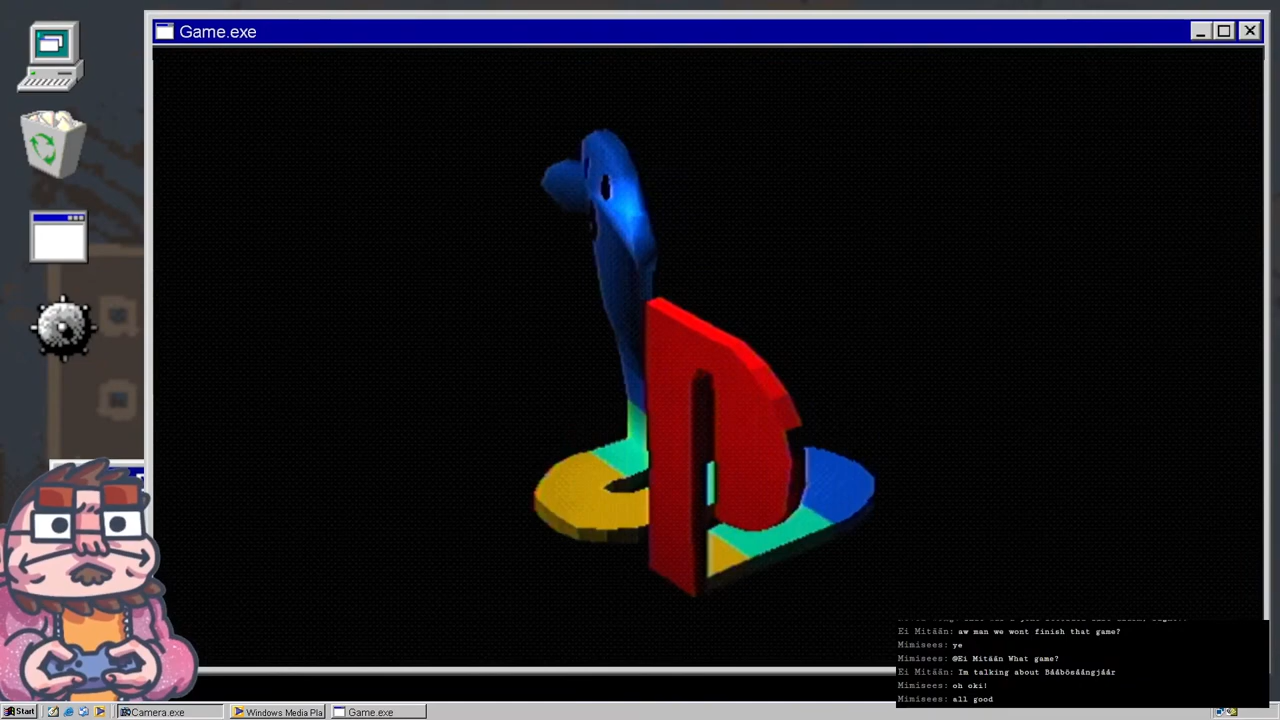 Game.exe
Ei Mitään: aw man we wont finish that game?
Mimisees: ye
Mimisees: @Ei Mitään What game?
Ei Mitään: Im talking about Bååbösåångjåår
Mimisees: oh oki!
Mimisees: all good
Start
Camera.exe
Windows Media Pla
Game.exe